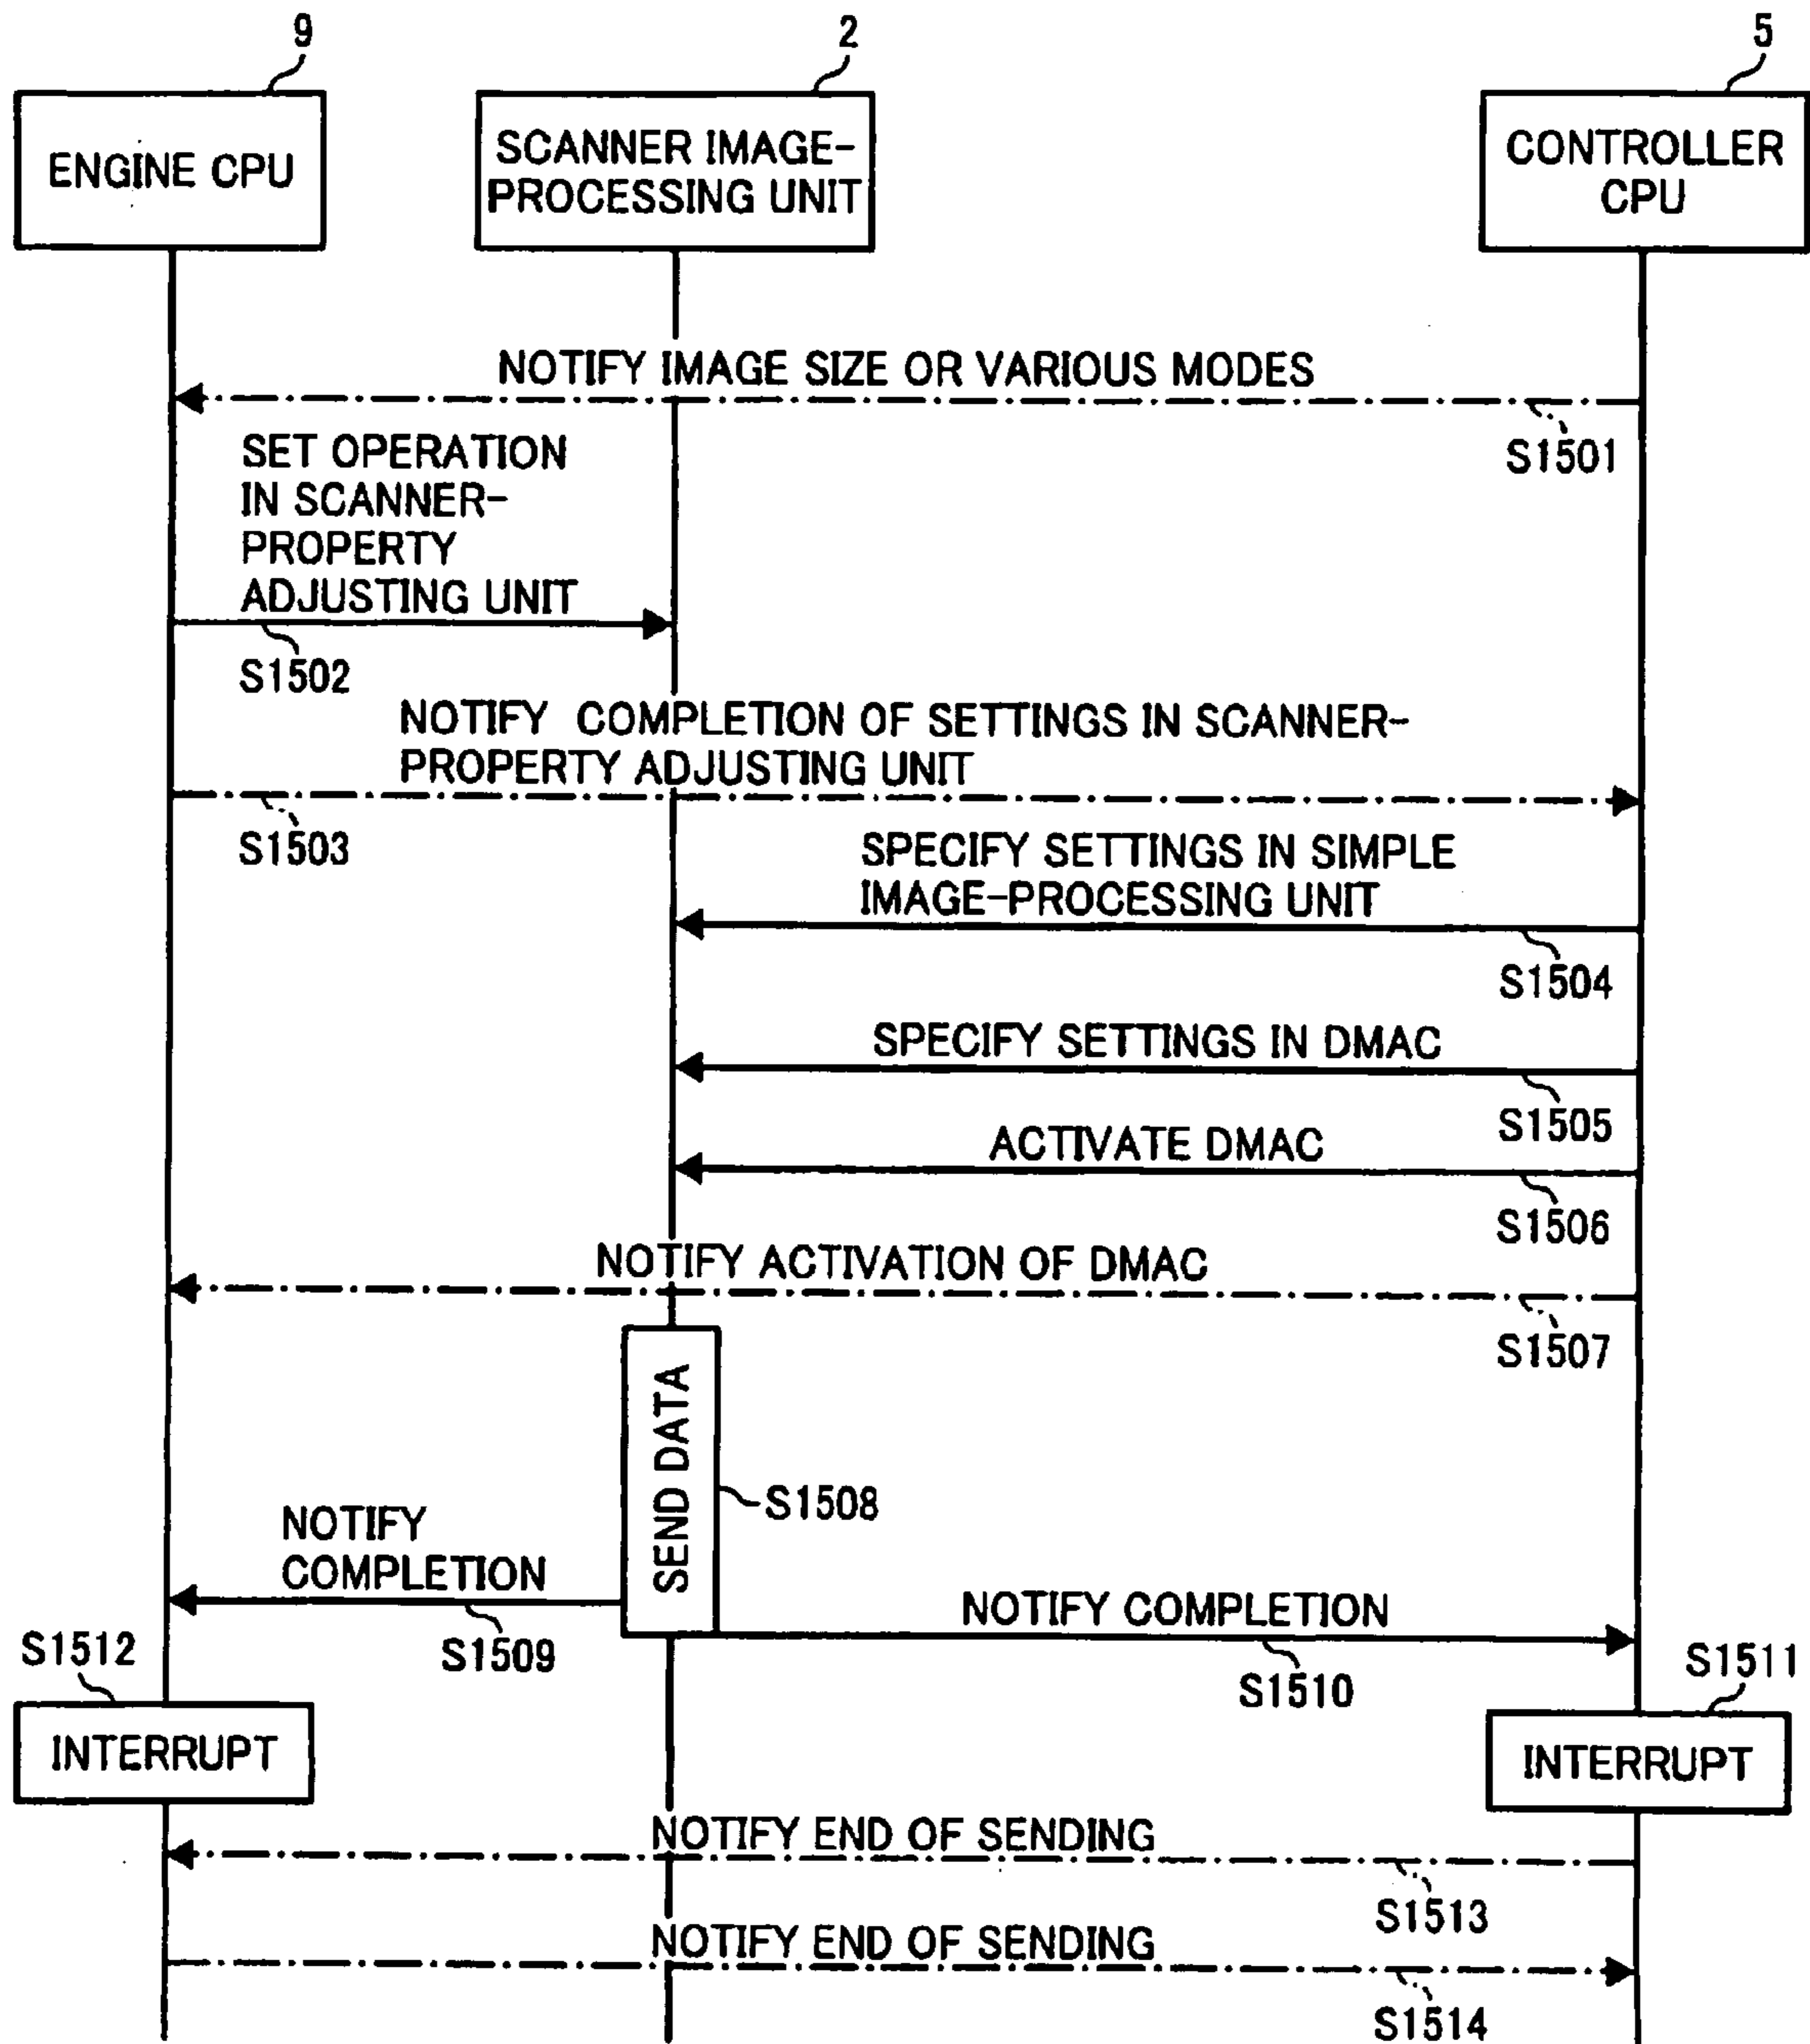 9
2
5
ENGINE CPU
SCANNER IMAGE-
PROCESSING UNIT
CONTROLLER
CPU
NOTIFY IMAGE SIZE OR VARIOUS MODES
S1501
SET OPERATION
IN SCANNER-
PROPERTY
ADJUSTING UNIT
S1502
NOTIFY COMPLETION OF SETTINGS IN SCANNER-
PROPERTY ADJUSTING UNIT
S1503
SPECIFY SETTINGS IN SIMPLE
IMAGE-PROCESSING UNIT
S1504
SPECIFY SETTINGS IN DMAC
S1505
ACTIVATE DMAC
S1506
NOTIFY ACTIVATION OF DMAC
S1507
SEND DATA
S1508
NOTIFY
COMPLETION
S1509
NOTIFY COMPLETION
S1510
S1512
S1511
INTERRUPT
INTERRUPT
NOTIFY END OF SENDING
S1513
NOTIFY END OF SENDING
S1514